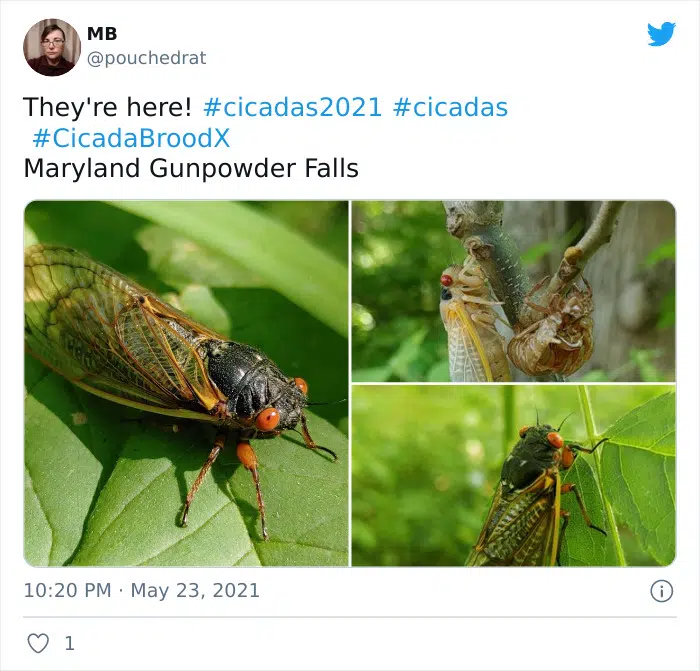 MB
@pouchedrat
They're here! #cicadas2021 #cicadas
#CicadaBroodX
Maryland Gunpowder Falls
10:20 PM · May 23, 2021
1